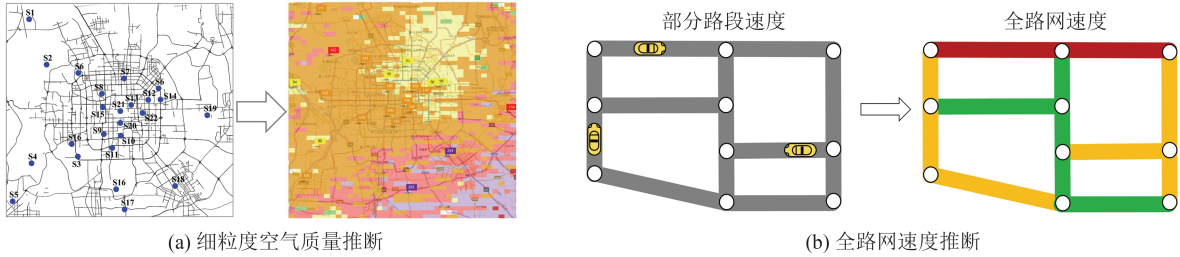 部分路段速度
全路网速度
S1
S2
S6
S7
S8
S6
S13
S12
S14
S15
S21
S22
S19
S20
S9
S10
S16
S11
S4
S3
S16
S18
S5
S17
(a) 细粒度空气质量推断
(b) 全路网速度推断